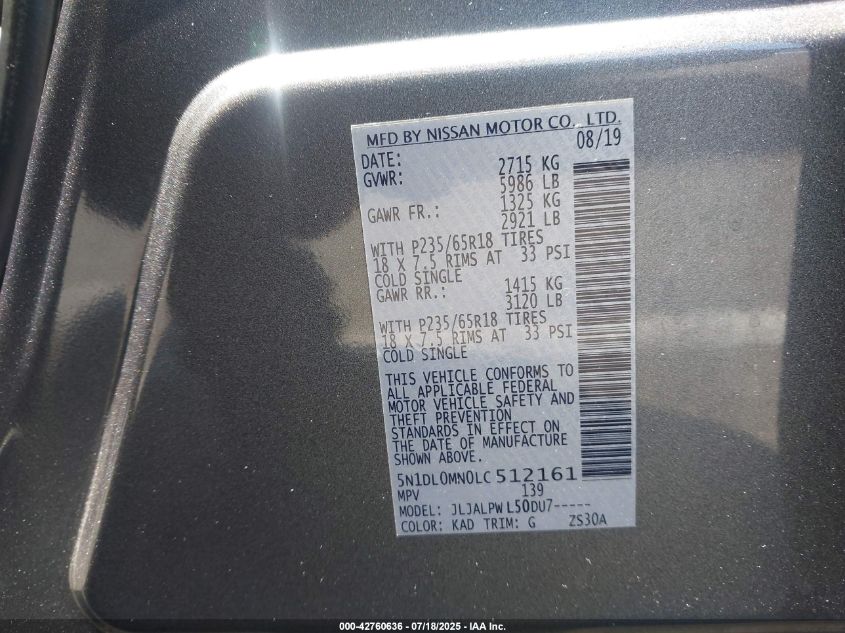 MFD BY NISSAN MOTOR CO., LTD.
DATE: 08/19
GVWR: 2715 KG
5986 LB
GAWR FR.: 1325 KG
2921 LB
WITH P235/65R18 TIRES
18 X 7.5 RIMS AT 33 PSI
COLD SINGLE
GAWR RR.: 1415 KG
3120 LB
WITH P235/65R18 TIRES
18 X 7.5 RIMS AT 33 PSI
COLD SINGLE
THIS VEHICLE CONFORMS TO
ALL APPLICABLE FEDERAL
MOTOR VEHICLE SAFETY AND
THEFT PREVENTION
STANDARDS IN EFFECT ON
THE DATE OF MANUFACTURE
SHOWN ABOVE.
5N1DL0MN0LC512161
MPV 139
MODEL: JLJALPWL50DU7-----
COLOR: KAD TRIM: G ZS30A
000-42760636 - 07/18/2025 - IAA Inc.